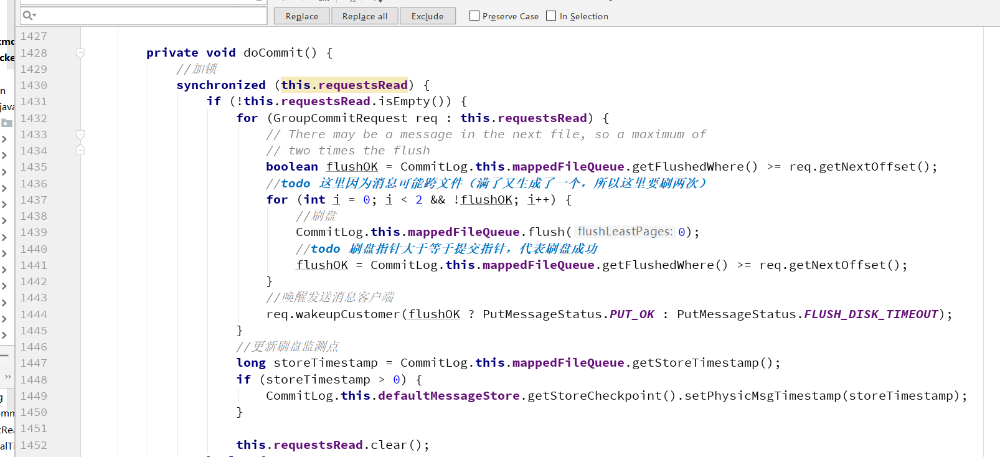 Replace Replace all Exclude Preserve Case In Selection
1427
1428 private void doCommit() {
1429 //加锁
1430 synchronized (this.requestsRead) {
1431 if (!this.requestsRead.isEmpty()) {
1432 for (GroupCommitRequest req : this.requestsRead) {
1433 // There may be a message in the next file, so a maximum of
1434 // two times the flush
1435 boolean flushOK = CommitLog.this.mappedFileQueue.getFlushedWhere() >= req.getNextOffset();
1436 //todo 这里因为消息可能跨文件（满了又生成了一个，所以这里要刷两次）
1437 for (int i = 0; i < 2 && !flushOK; i++) {
1438 //刷盘
1439 CommitLog.this.mappedFileQueue.flush( flushLeastPages: 0);
1440 //todo 刷盘指针大于等于提交指针，代表刷盘成功
1441 flushOK = CommitLog.this.mappedFileQueue.getFlushedWhere() >= req.getNextOffset();
1442 }
1443 //唤醒发送消息客户端
1444 req.wakeupCustomer(flushOK ? PutMessageStatus.PUT_OK : PutMessageStatus.FLUSH_DISK_TIMEOUT);
1445 }
1446 //更新刷盘监测点
1447 long storeTimestamp = CommitLog.this.mappedFileQueue.getStoreTimestamp();
1448 if (storeTimestamp > 0) {
1449 CommitLog.this.defaultMessageStore.getStoreCheckpoint().setPhysicMsgTimestamp(storeTimestamp);
1450 }
1451
1452 this.requestsRead.clear();